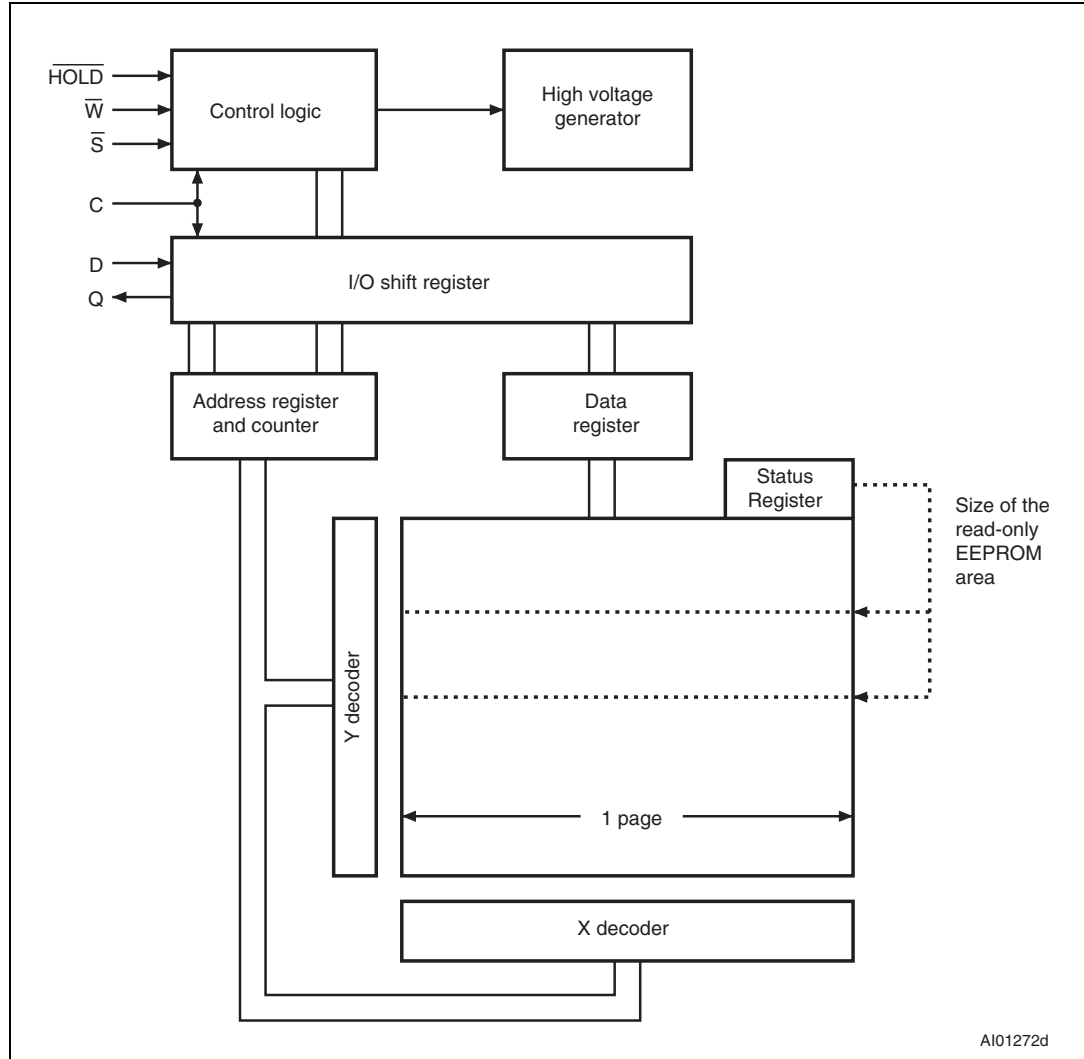 H̅O̅L̅D̅
W̅
S̅
C
D
Q
Control logic
High voltage
generator
I/O shift register
Address register
and counter
Data
register
Status
Register
Size of the
read-only
EEPROM
area
Y decoder
1 page
X decoder
AI01272d